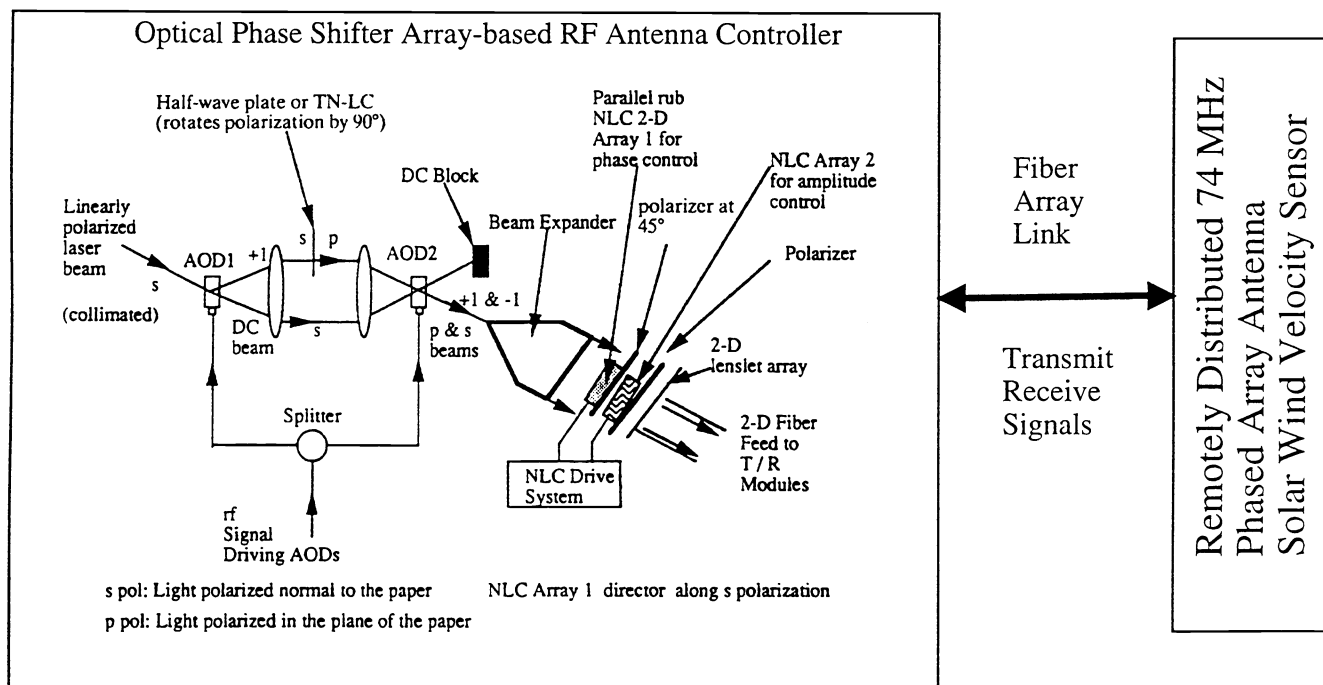 Optical Phase Shifter Array-based RF Antenna Controller
Half-wave plate or TN-LC
(rotates polarization by 90°)
Parallel rub
NLC 2-D
Array 1 for
phase control
NLC Array 2
for amplitude
control
DC Block
Linearly
polarized
laser
beam
s
(collimated)
AOD1
+1
s
p
AOD2
Beam Expander
polarizer at
45°
Polarizer
DC
beam
s
+1 & -1
p & s
beams
2-D
lenslet array
Splitter
NLC Drive
System
2-D Fiber
Feed to
T / R
Modules
rf
Signal
Driving AODs
s pol: Light polarized normal to the paper
NLC Array 1 director along s polarization
p pol: Light polarized in the plane of the paper
Fiber
Array
Link
Transmit
Receive
Signals
Remotely Distributed 74 MHz
Phased Array Antenna
Solar Wind Velocity Sensor